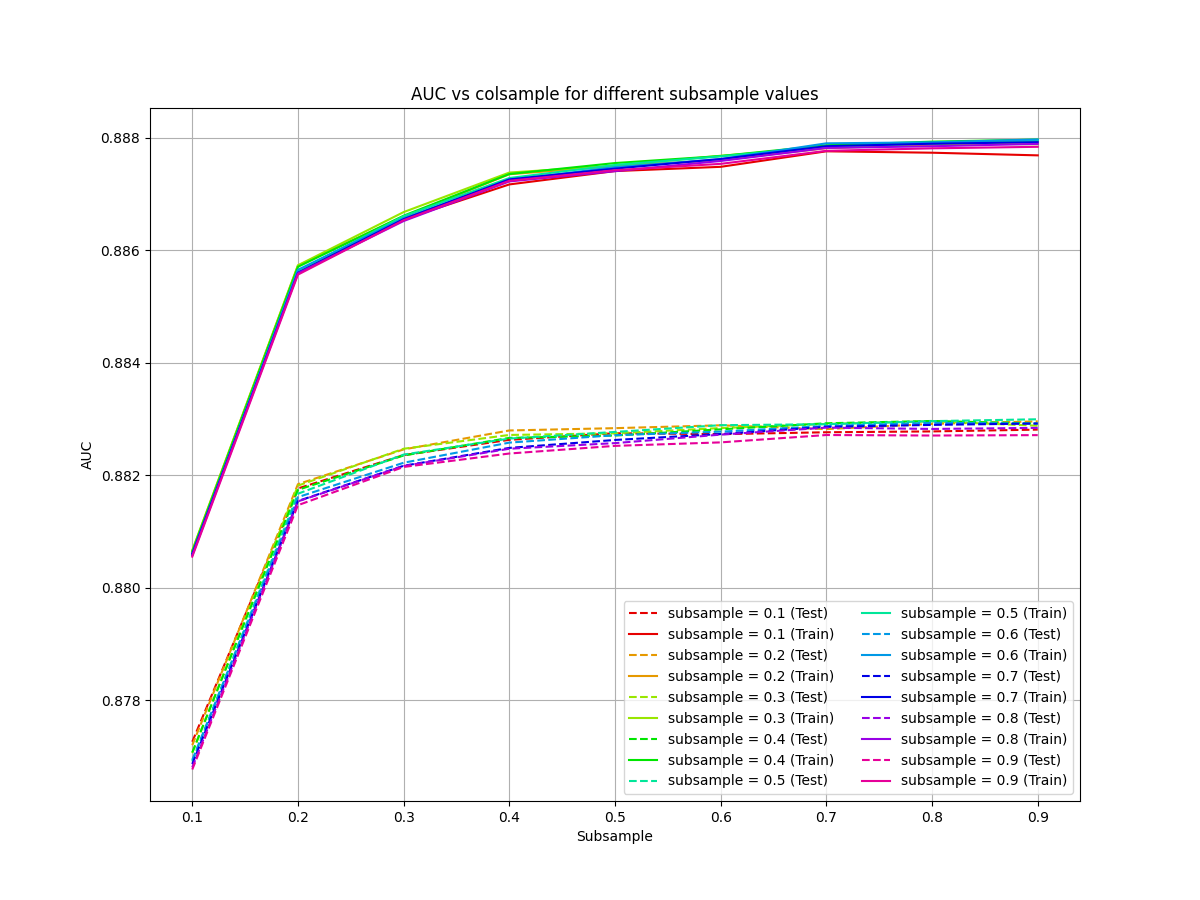 AUC vs colsample for different subsample values
0.888
0.886
0.884
0.882
0.880
0.878
AUC
subsample = 0.1 (Test)
subsample = 0.1 (Train)
subsample = 0.2 (Test)
subsample = 0.2 (Train)
subsample = 0.3 (Test)
subsample = 0.3 (Train)
subsample = 0.4 (Test)
subsample = 0.4 (Train)
subsample = 0.5 (Test)
subsample = 0.5 (Train)
subsample = 0.6 (Test)
subsample = 0.6 (Train)
subsample = 0.7 (Test)
subsample = 0.7 (Train)
subsample = 0.8 (Test)
subsample = 0.8 (Train)
subsample = 0.9 (Test)
subsample = 0.9 (Train)
0.1 0.2 0.3 0.4 0.5 0.6 0.7 0.8 0.9
Subsample